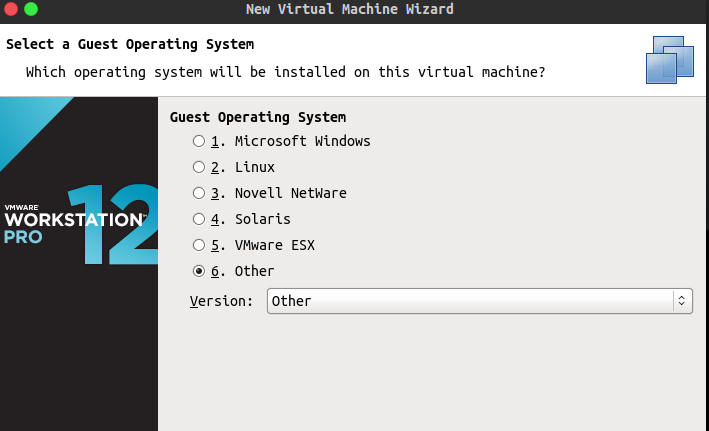 New Virtual Machine Wizard
Select a Guest Operating System
Which operating system will be installed on this virtual machine?
VMWARE
WORKSTATION™
PRO
12
Guest Operating System
1. Microsoft Windows
2. Linux
3. Novell NetWare
4. Solaris
5. VMware ESX
6. Other
Version: Other